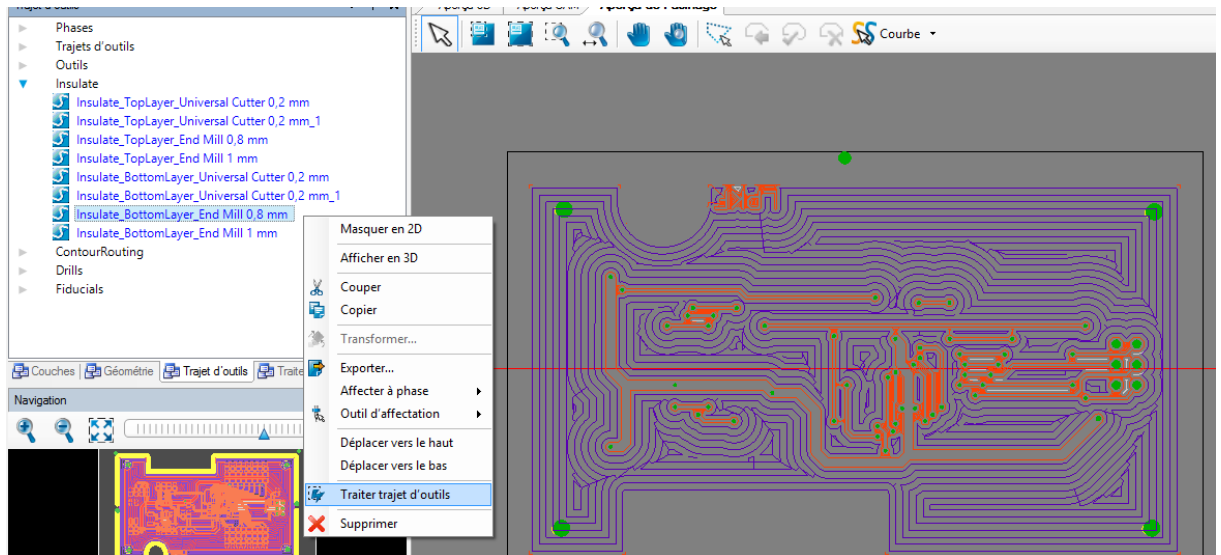 Phases
Trajets d'outils
Outils
Insulate
Insulate_TopLayer_Universal Cutter 0,2 mm
Insulate_TopLayer_Universal Cutter 0,2 mm_1
Insulate_TopLayer_End Mill 0,8 mm
Insulate_TopLayer_End Mill 1 mm
Insulate_BottomLayer_Universal Cutter 0,2 mm
Insulate_BottomLayer_Universal Cutter 0,2 mm_1
Insulate_BottomLayer_End Mill 0,8 mm
Insulate_BottomLayer_End Mill 1 mm
ContourRouting
Drills
Fiducials
Couches
Géométrie
Trajet d´outils
Traite
Navigation
Masquer en 2D
Afficher en 3D
Couper
Copier
Transformer...
Exporter...
Affecter à phase
Outil d'affectation
Déplacer vers le haut
Déplacer vers le bas
Traiter trajet d'outils
Supprimer
Courbe